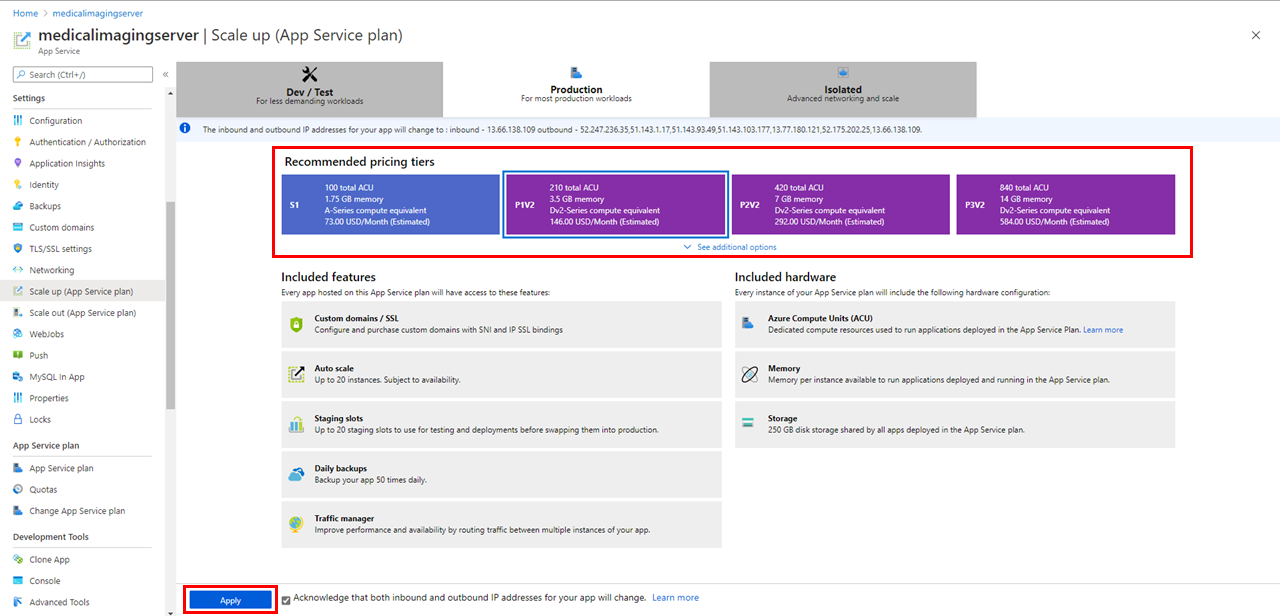 Home > medicalimagingserver
medicalimagingserver | Scale up (App Service plan)
App Service
Search (Ctrl+/)
«
Settings
Configuration
Authentication / Authorization
Application Insights
Identity
Backups
Custom domains
TLS/SSL settings
Networking
Scale up (App Service plan)
Scale out (App Service plan)
WebJobs
Push
MySQL In App
Properties
Locks
App Service plan
App Service plan
Quotas
Change App Service plan
Development Tools
Clone App
Console
Advanced Tools
Dev / Test
For less demanding workloads
Production
For most production workloads
Isolated
Advanced networking and scale
The inbound and outbound IP addresses for your app will change to : inbound - 13.66.138.109 outbound - 52.247.236.35,51.143.1.17,51.143.93.49,51.143.103.177,13.77.180.121,52.175.202.25,13.66.138.109.
Recommended pricing tiers
S1
100 total ACU
1.75 GB memory
A-Series compute equivalent
73.00 USD/Month (Estimated)
P1V2
210 total ACU
3.5 GB memory
Dv2-Series compute equivalent
146.00 USD/Month (Estimated)
P2V2
420 total ACU
7 GB memory
Dv2-Series compute equivalent
292.00 USD/Month (Estimated)
P3V2
840 total ACU
14 GB memory
Dv2-Series compute equivalent
584.00 USD/Month (Estimated)
See additional options
Included features
Every app hosted on this App Service plan will have access to these features:
Custom domains / SSL
Configure and purchase custom domains with SNI and IP SSL bindings
Auto scale
Up to 20 instances. Subject to availability.
Staging slots
Up to 20 staging slots to use for testing and deployments before swapping them into production.
Daily backups
Backup your app 50 times daily.
Traffic manager
Improve performance and availability by routing traffic between multiple instances of your app.
Included hardware
Every instance of your App Service plan will include the following hardware configuration:
Azure Compute Units (ACU)
Dedicated compute resources used to run applications deployed in the App Service Plan. Learn more
Memory
Memory per instance available to run applications deployed and running in the App Service plan.
Storage
250 GB disk storage shared by all apps deployed in the App Service plan.
Apply
Acknowledge that both inbound and outbound IP addresses for your app will change. Learn more